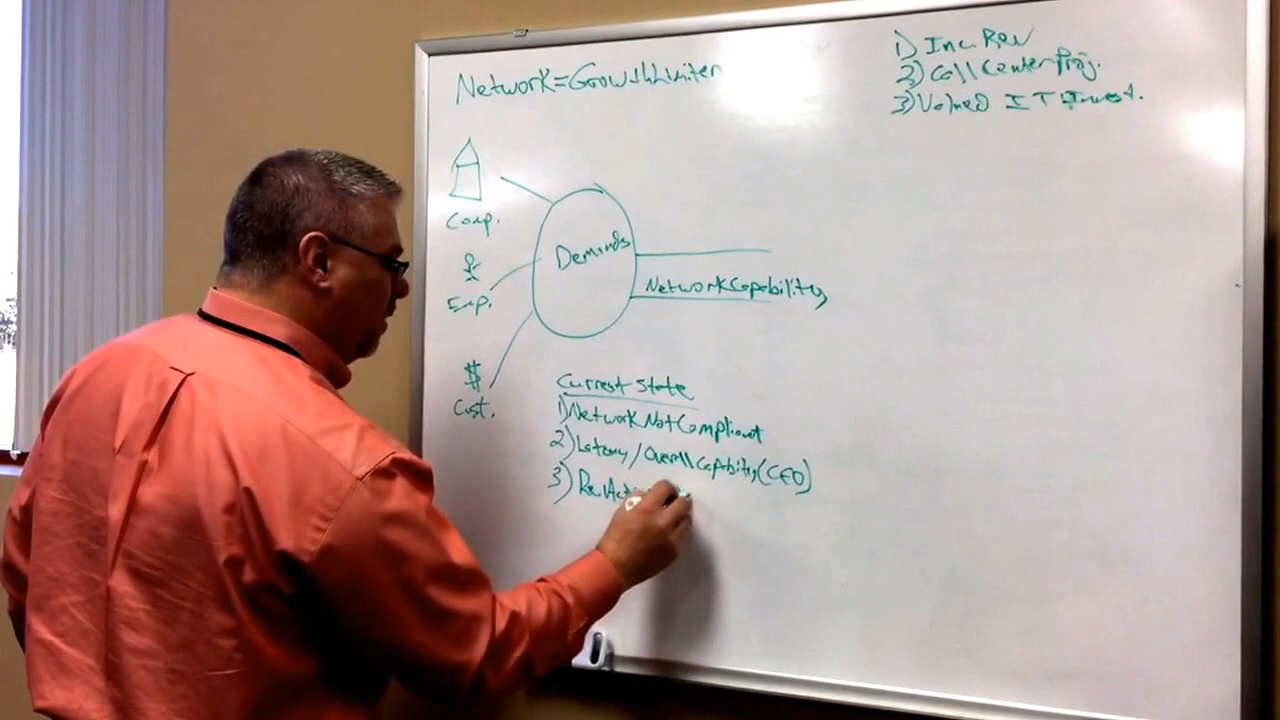 Network=GrowthLimiter
1) Inc. Rev
2) Call Center Proj.
3) Valued IT Invest.
Comp.
Emp.
$
Cust.
Demands
Network Capability
Current State
1) Network Not Compliant
2) Latency/Overall Capability (CEO)
3)